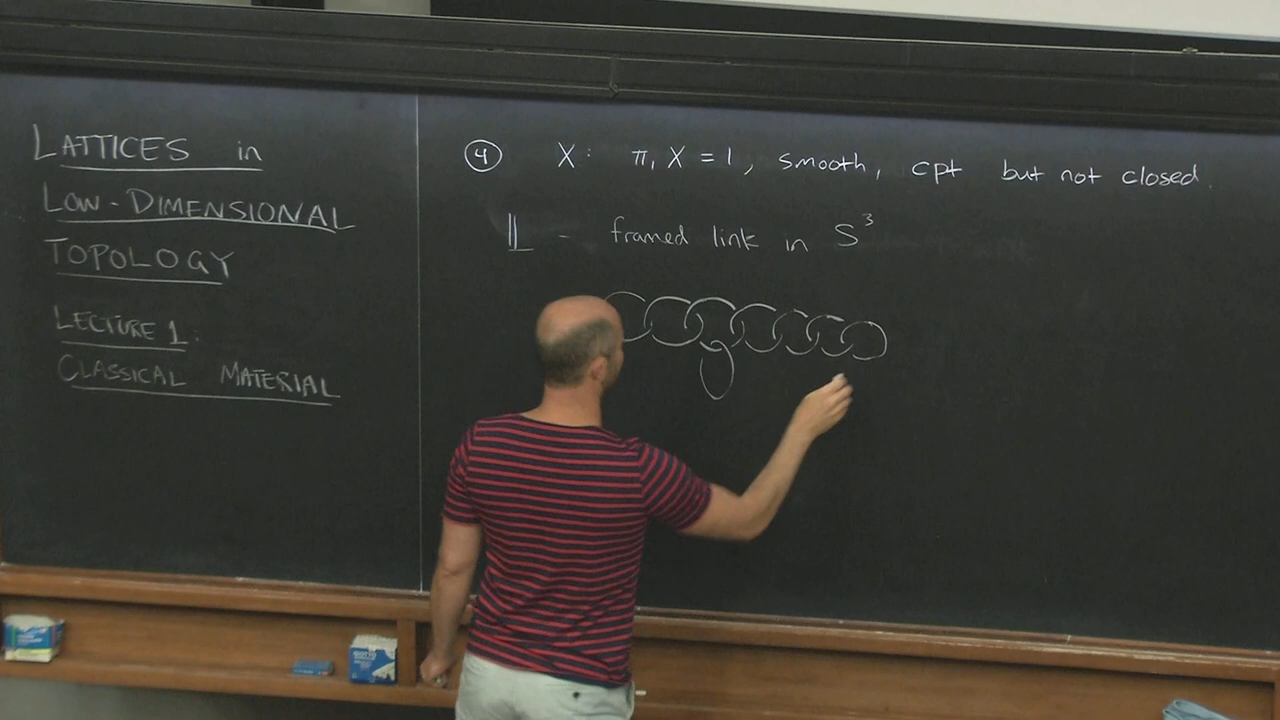 LATTICES in
LOW-DIMENSIONAL
TOPOLOGY
LECTURE 1:
CLASSICAL MATERIAL
④ X: π₁X = 1, smooth, cpt but not closed.
𝕃 - framed link in S³